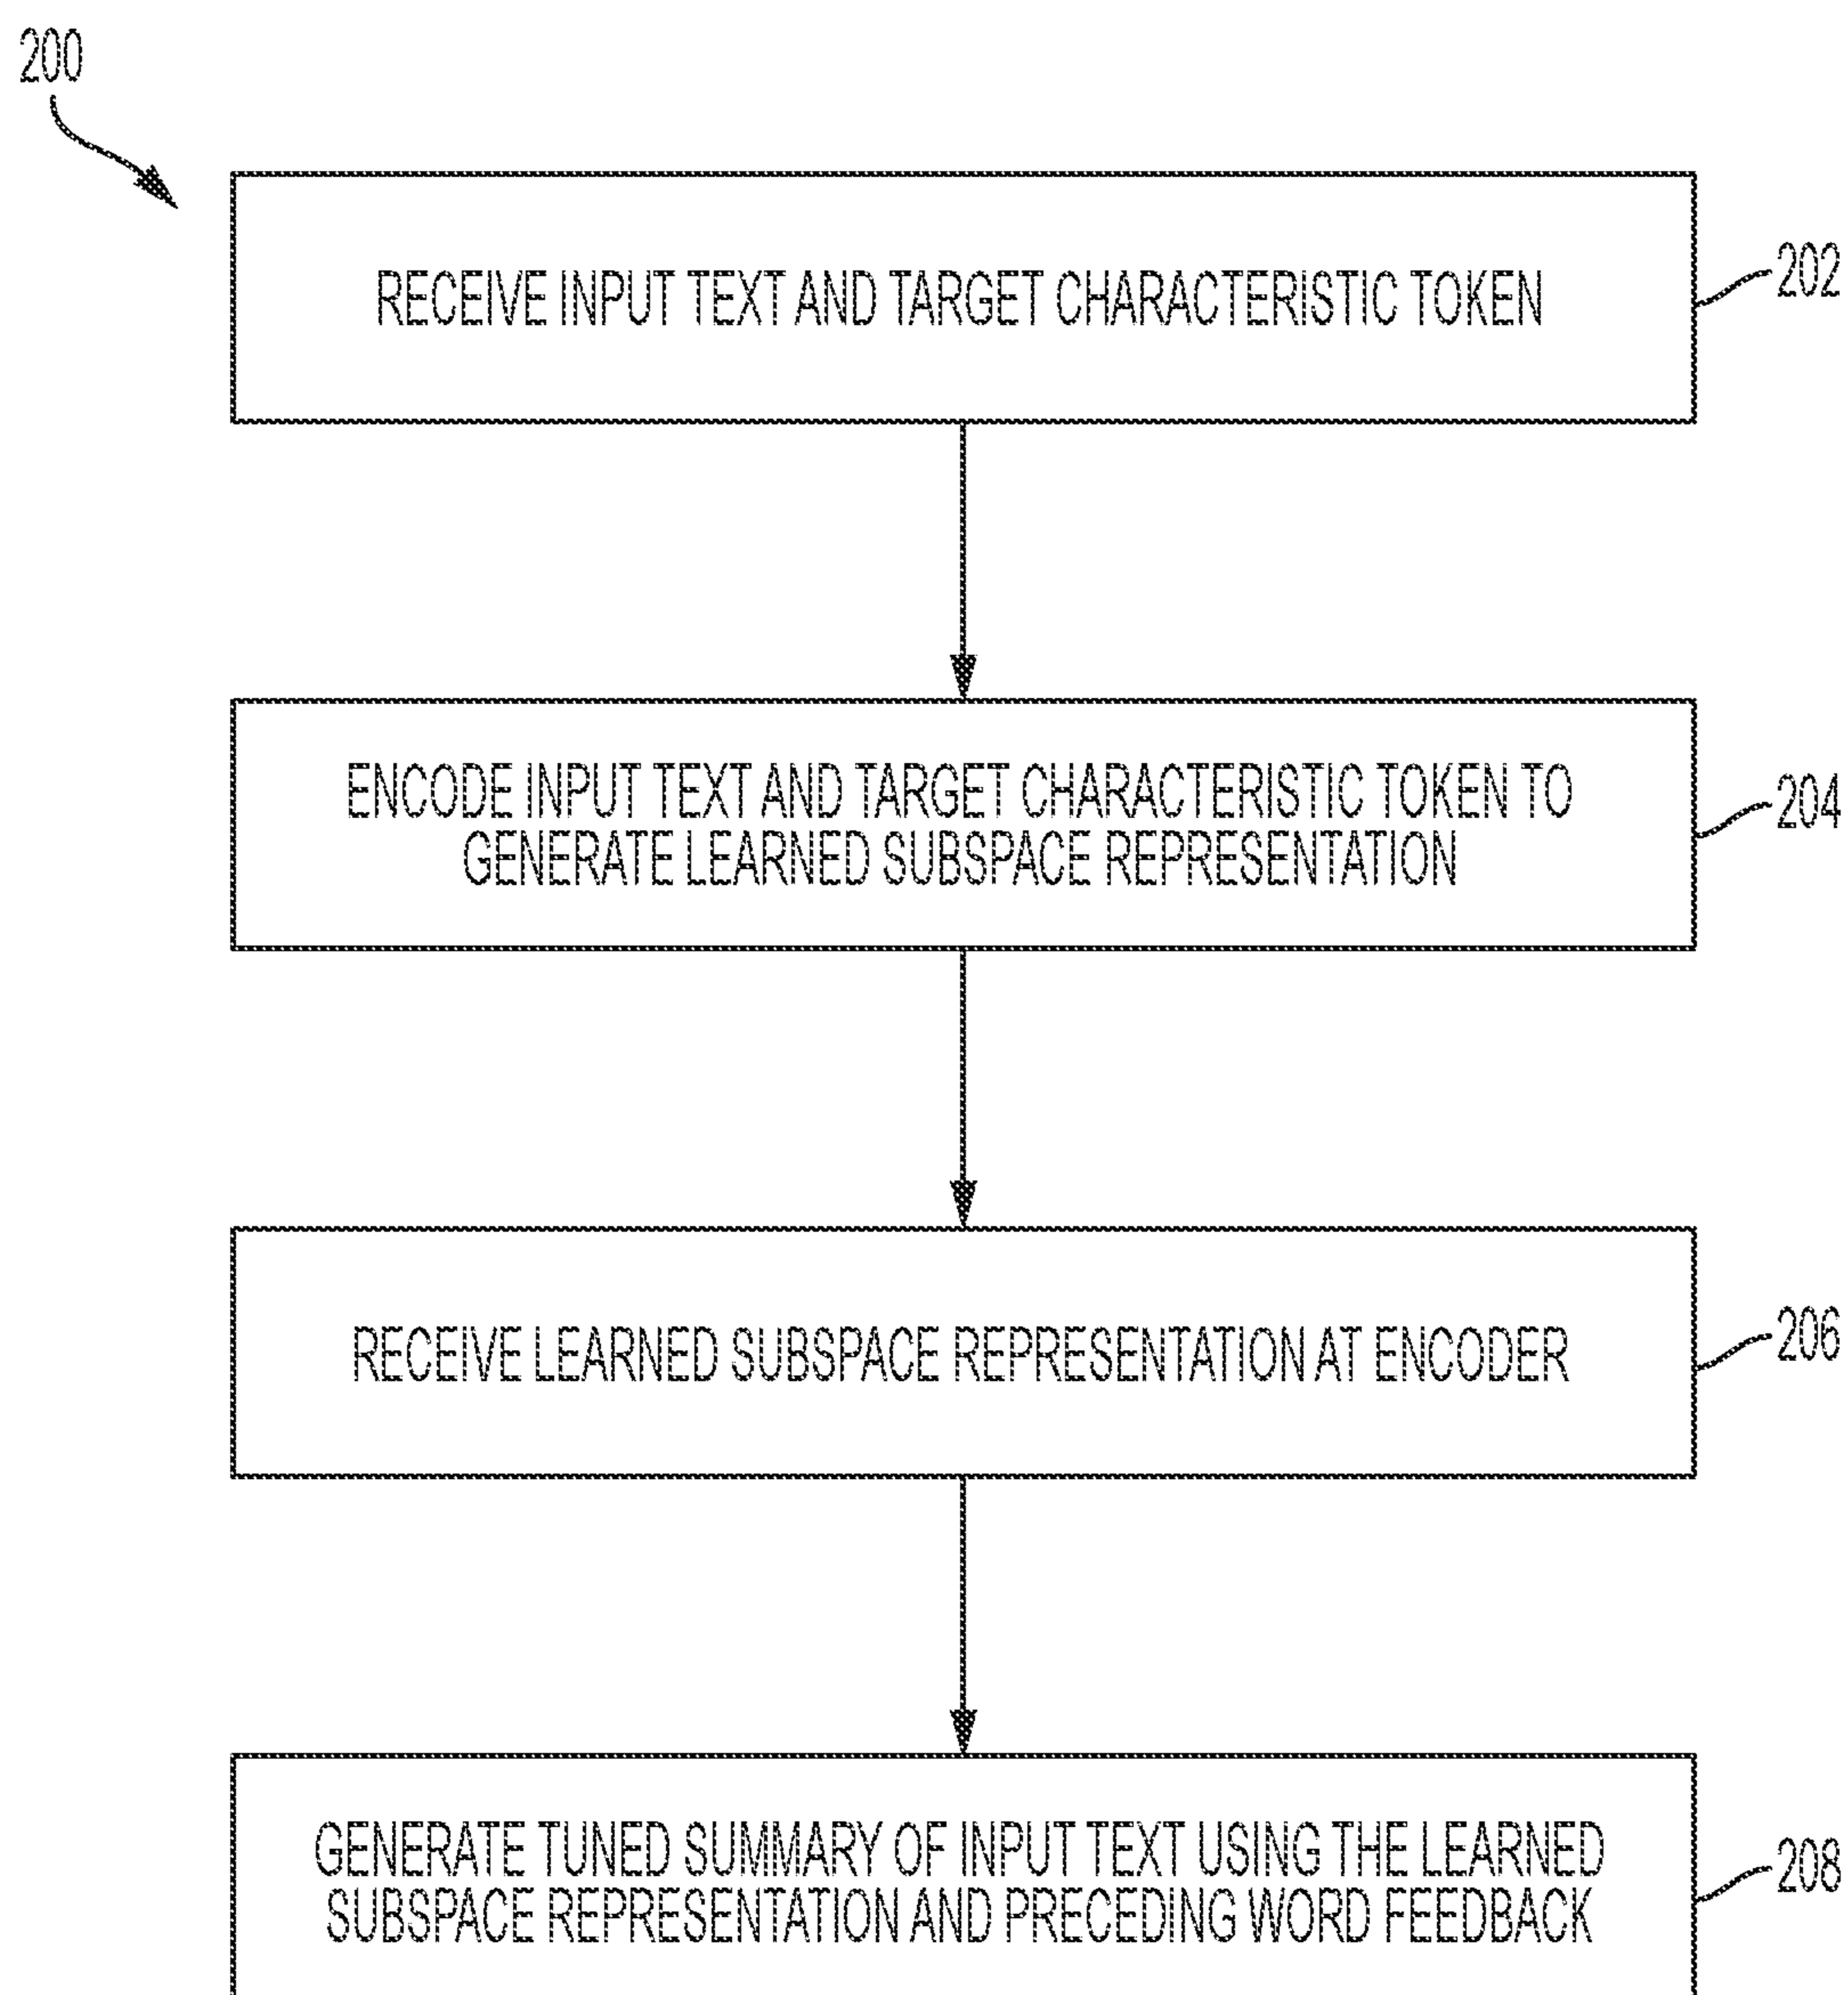 200
RECEIVE INPUT TEXT AND TARGET CHARACTERISTIC TOKEN
202
ENCODE INPUT TEXT AND TARGET CHARACTERISTIC TOKEN TO
GENERATE LEARNED SUBSPACE REPRESENTATION
204
RECEIVE LEARNED SUBSPACE REPRESENTATION AT ENCODER
206
GENERATE TUNED SUMMARY OF INPUT TEXT USING THE LEARNED
SUBSPACE REPRESENTATION AND PRECEDING WORD FEEDBACK
208